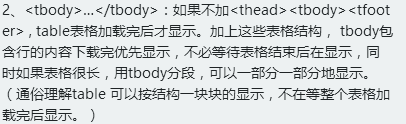 2、<tbody>...</tbody>：如果不加<thead><tbody><tfoot
er>，table表格加载完后才显示。加上这些表格结构， tbody包
含行的内容下载完优先显示，不必等待表格结束后在显示，同
时如果表格很长，用tbody分段，可以一部分一部分地显示。
（通俗理解table 可以按结构一块块的显示，不在等整个表格加
载完后显示。）